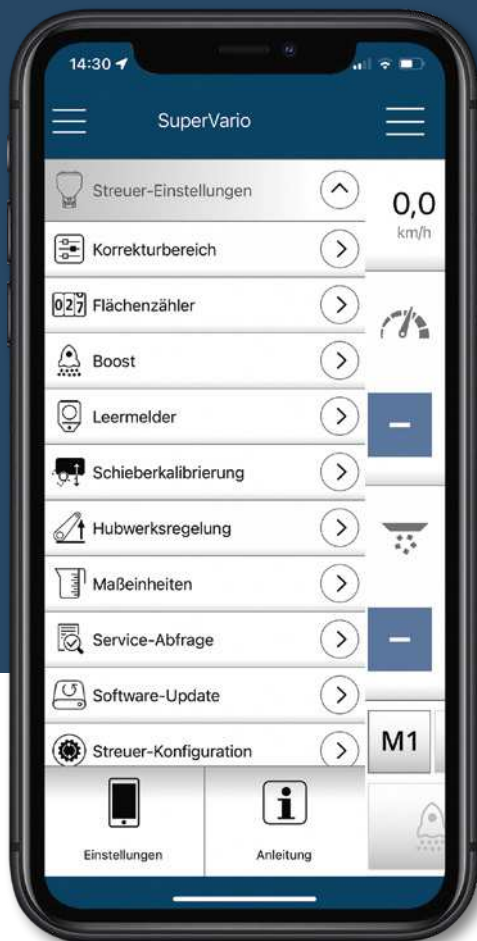 14:30
SuperVario
Streuer-Einstellungen
0,0
km/h
Korrekturbereich
027 Flächenzähler
Boost
Leermelder
Schieberkalibrierung
Hubwerksregelung
Maßeinheiten
Service-Abfrage
Software-Update
Streuer-Konfiguration
M1
Einstellungen
Anleitung